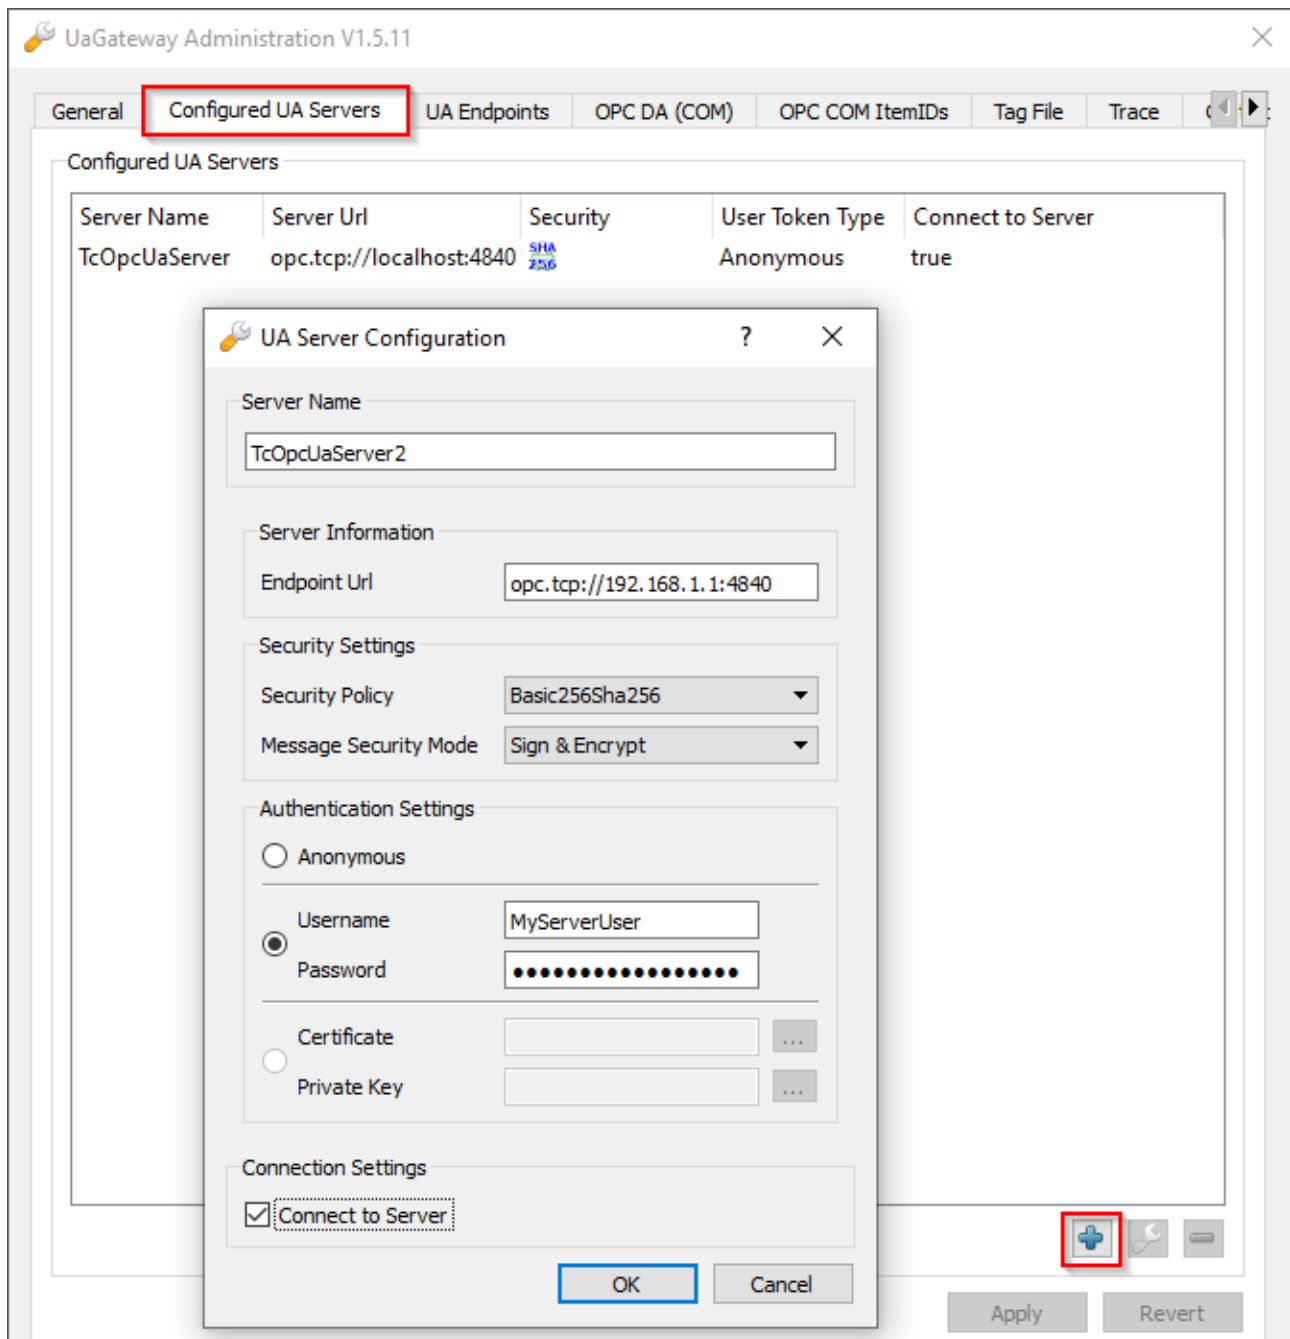 UaGateway Administration V1.5.11
General Configured UA Servers UA Endpoints OPC DA (COM) OPC COM ItemIDs Tag File Trace
Configured UA Servers
Server Name Server Url Security User Token Type Connect to Server
TcOpcUaServer opc.tcp://localhost:4840 SHA 256 Anonymous true
UA Server Configuration ?
Server Name
TcOpcUaServer2
Server Information
Endpoint Url opc.tcp://192.168.1.1:4840
Security Settings
Security Policy Basic256Sha256
Message Security Mode Sign & Encrypt
Authentication Settings
Anonymous
Username MyServerUser
Password
Certificate ...
Private Key ...
Connection Settings
Connect to Server
OK Cancel
Apply Revert